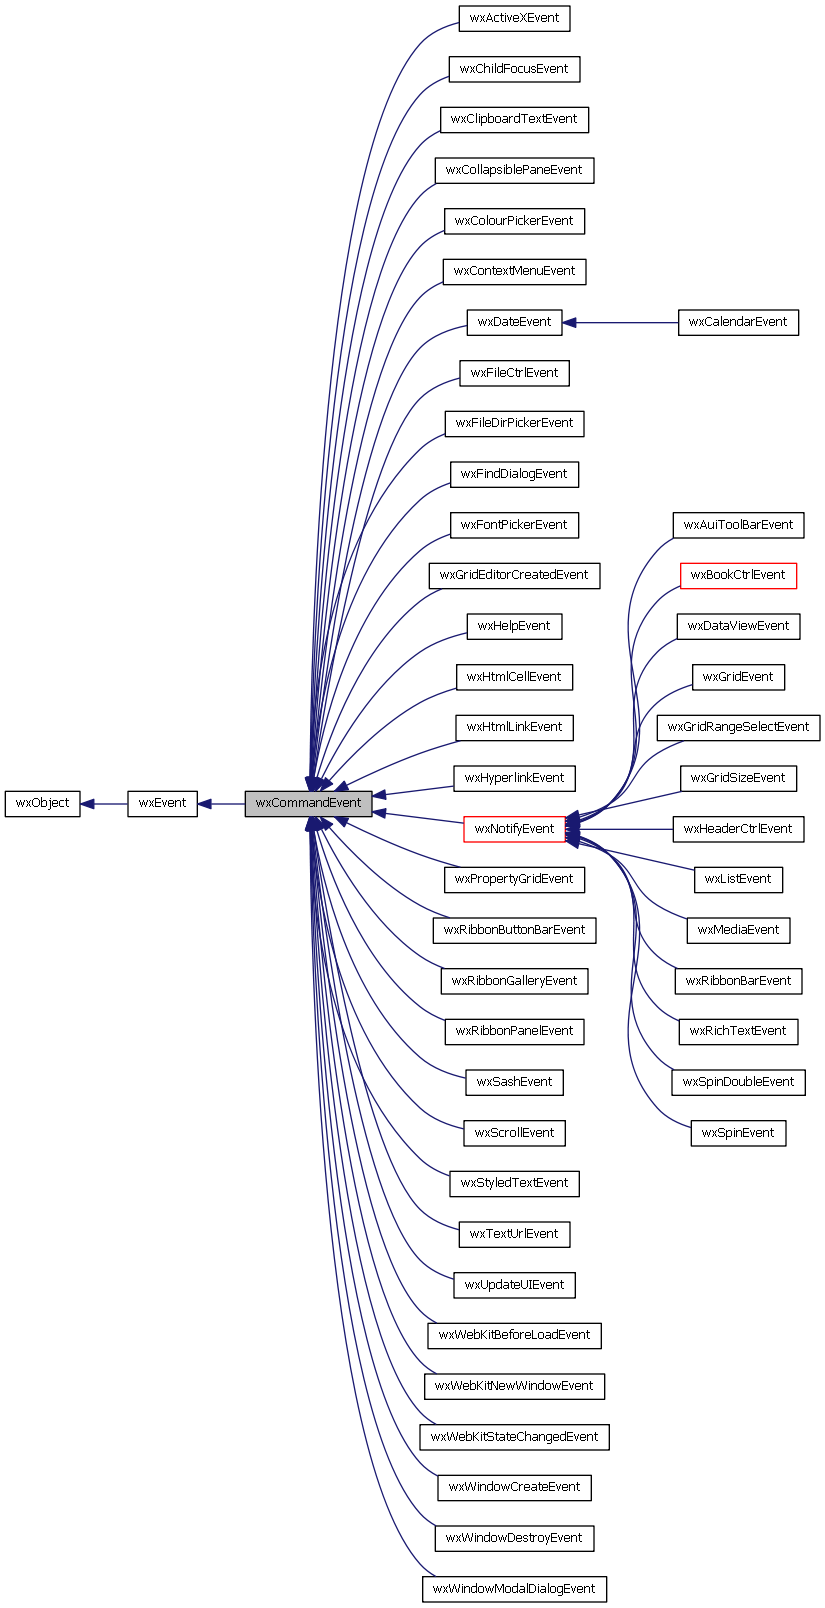 wxActiveXEvent
wxChildFocusEvent
wxClipboardTextEvent
wxCollapsiblePaneEvent
wxColourPickerEvent
wxContextMenuEvent
wxDateEvent
wxCalendarEvent
wxFileCtrlEvent
wxFileDirPickerEvent
wxFindDialogEvent
wxFontPickerEvent
wxAuiToolBarEvent
wxGridEditorCreatedEvent
wxBookCtrlEvent
wxHelpEvent
wxDataViewEvent
wxHtmlCellEvent
wxGridEvent
wxHtmlLinkEvent
wxGridRangeSelectEvent
wxHyperlinkEvent
wxGridSizeEvent
wxObject
wxEvent
wxCommandEvent
wxNotifyEvent
wxHeaderCtrlEvent
wxPropertyGridEvent
wxListEvent
wxRibbonButtonBarEvent
wxMediaEvent
wxRibbonGalleryEvent
wxRibbonBarEvent
wxRibbonPanelEvent
wxRichTextEvent
wxSashEvent
wxSpinDoubleEvent
wxScrollEvent
wxSpinEvent
wxStyledTextEvent
wxTextUrlEvent
wxUpdateUIEvent
wxWebKitBeforeLoadEvent
wxWebKitNewWindowEvent
wxWebKitStateChangedEvent
wxWindowCreateEvent
wxWindowDestroyEvent
wxWindowModalDialogEvent